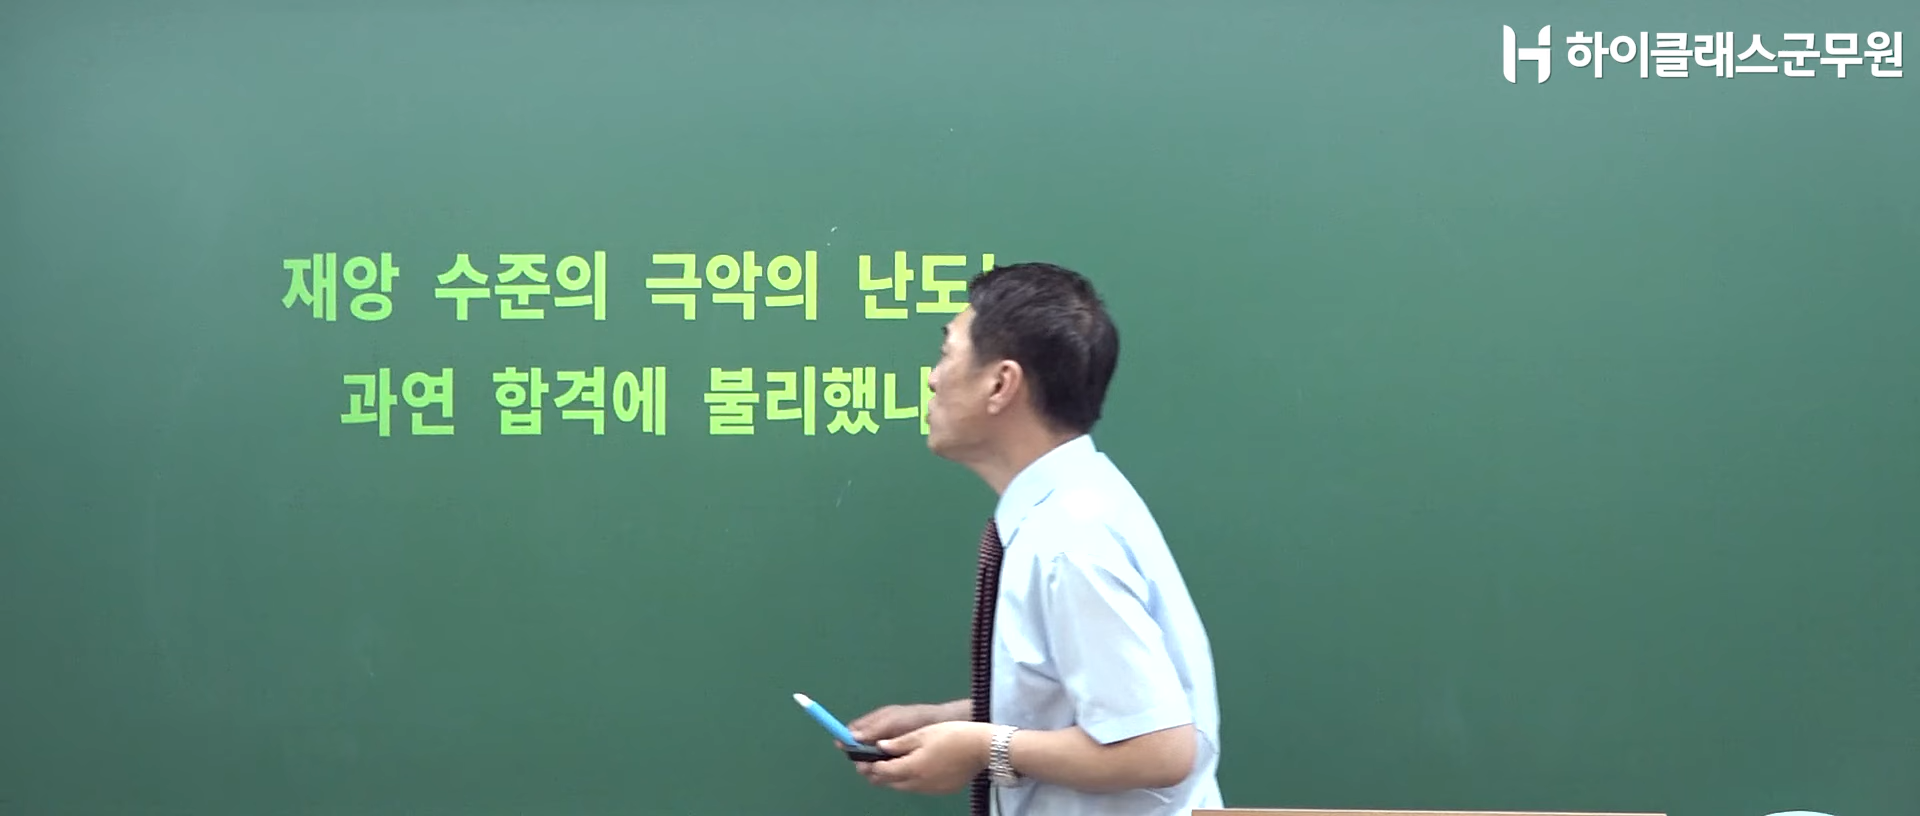 하이클래스군무원
재앙 수준의 극악의 난도!
과연 합격에 불리했나